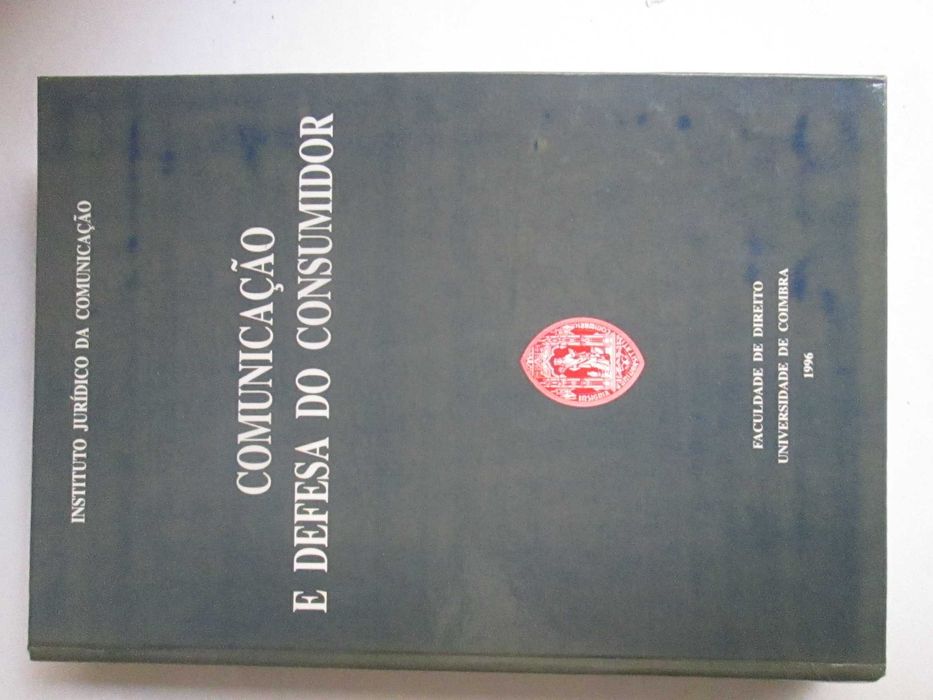 INSTITUTO JURÍDICO DA COMUNICAÇÃO
COMUNICAÇÃO
E DEFESA DO CONSUMIDOR
FACULDADE DE DIREITO
UNIVERSIDADE DE COIMBRA
1996